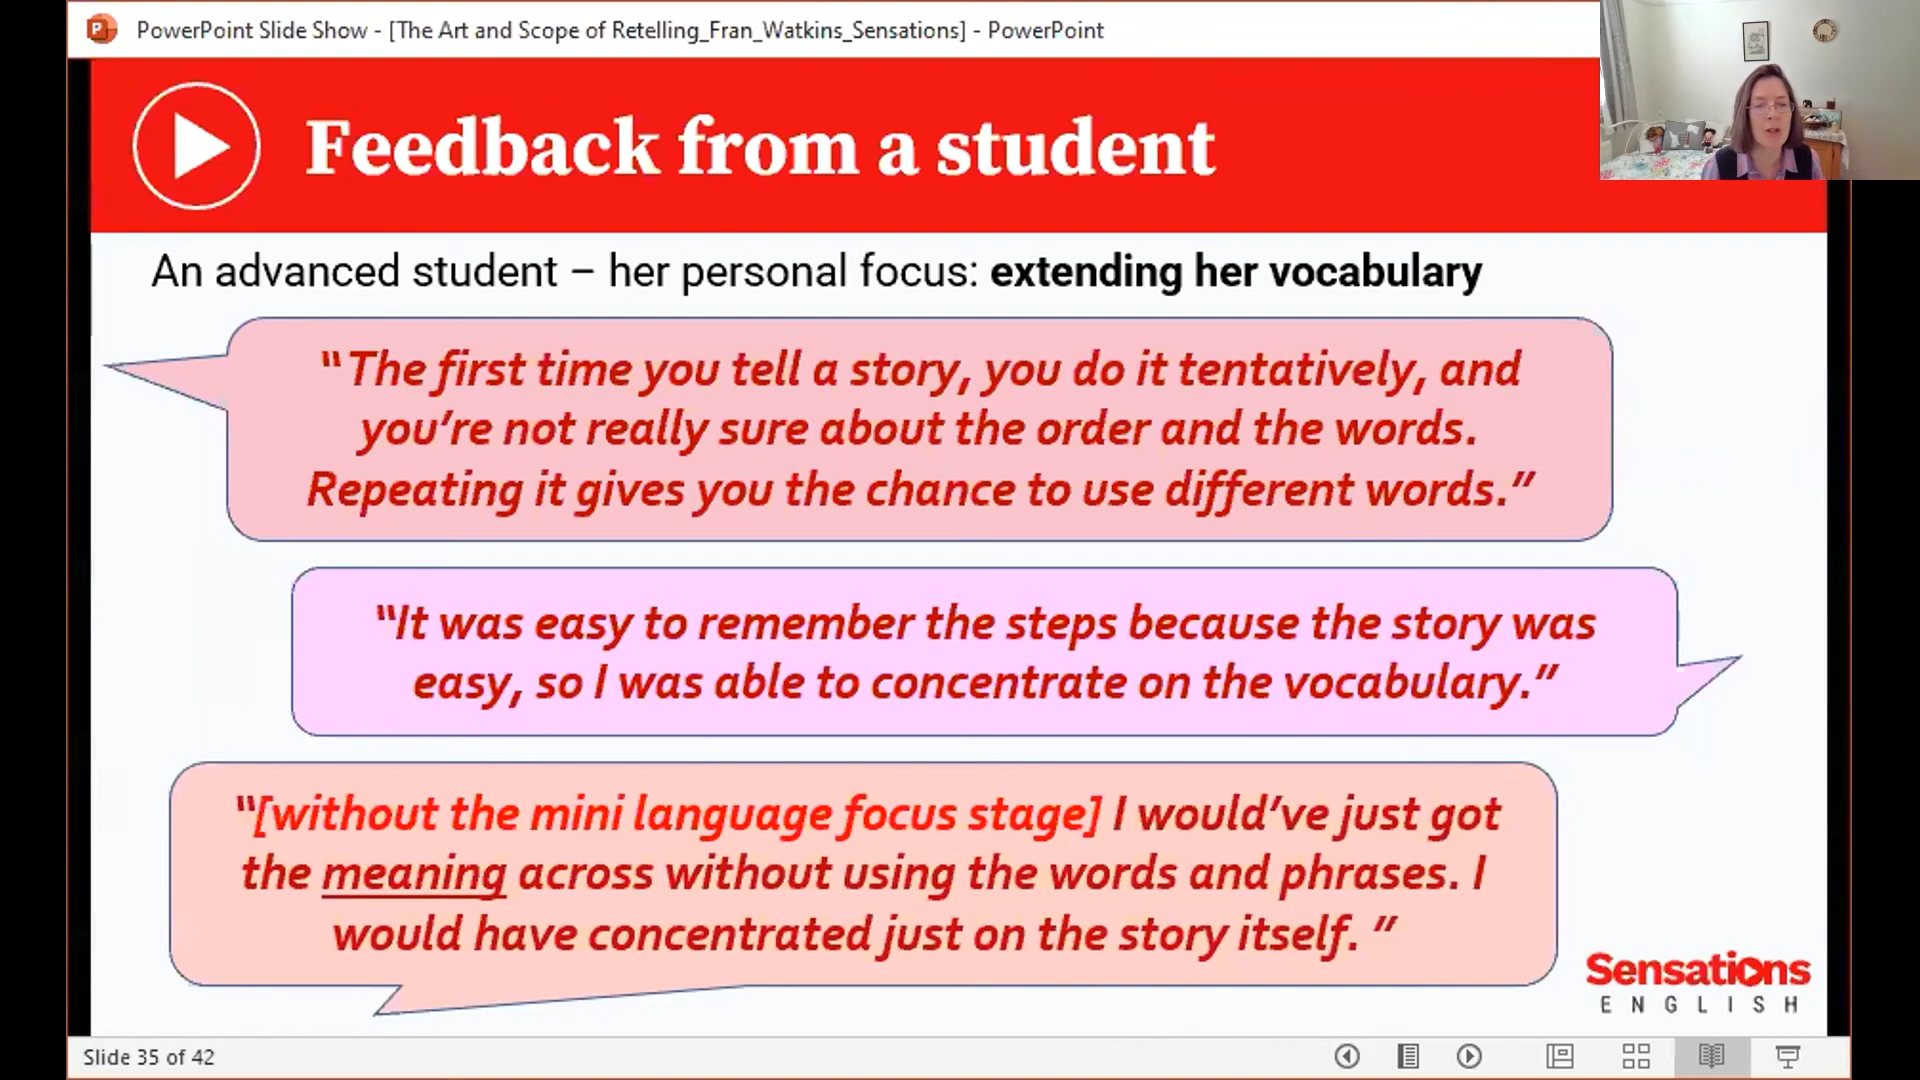 PowerPoint Slide Show - [The Art and Scope of Retelling_Fran_Watkins_Sensations] - PowerPoint
Feedback from a student
An advanced student – her personal focus: extending her vocabulary
"The first time you tell a story, you do it tentatively, and
you're not really sure about the order and the words.
Repeating it gives you the chance to use different words."
"It was easy to remember the steps because the story was
easy, so I was able to concentrate on the vocabulary."
"[without the mini language focus stage] I would've just got
the meaning across without using the words and phrases. I
would have concentrated just on the story itself. "
Sensations
ENGLISH
Slide 35 of 42